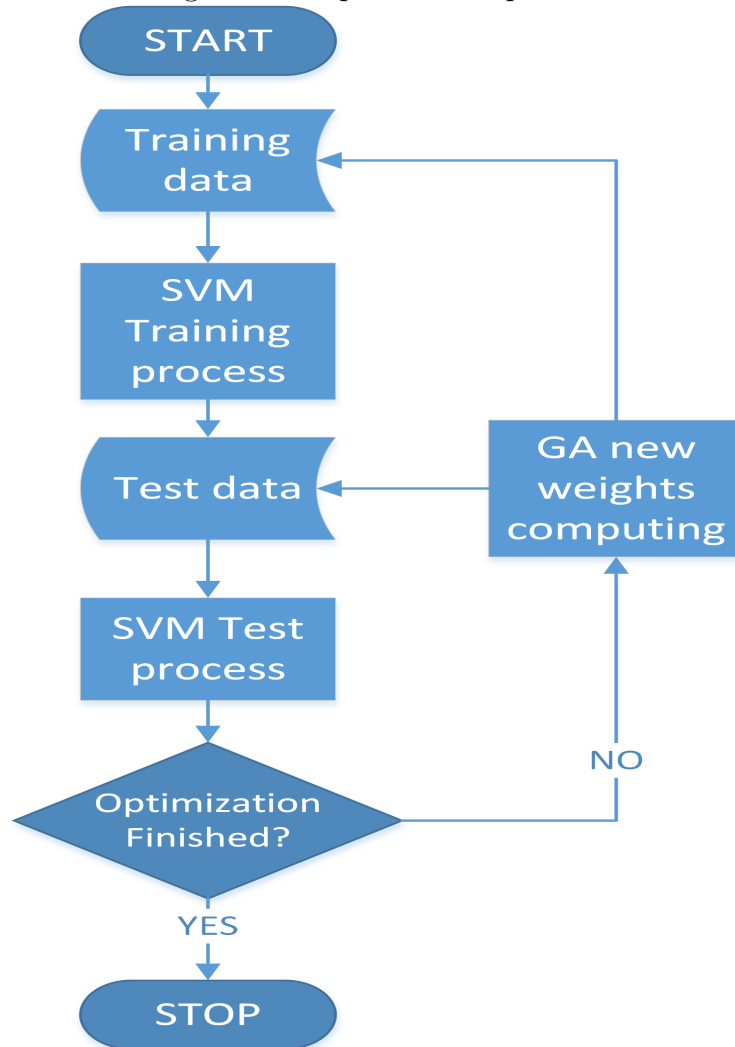 START
Training
data
SVM
Training
process
Test data
GA new
weights
computing
SVM Test
process
Optimization
Finished?
NO
YES
STOP